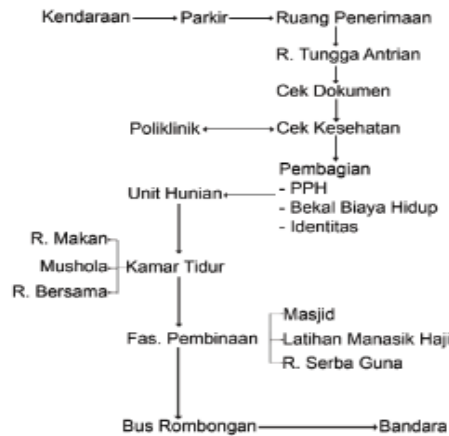 Kendaraan Parkir Ruang Penerimaan
R. Tungga Antrian
Cek Dokumen
Poliklinik Cek Kesehatan
Pembagian
- PPH
Unit Hunian
- Bekal Biaya Hidup
- Identitas
R. Makan
Mushola Kamar Tidur
R. Bersama
Masjid
Fas. Pembinaan Latihan Manasik Haji
R. Serba Guna
Bus Rombongan Bandara